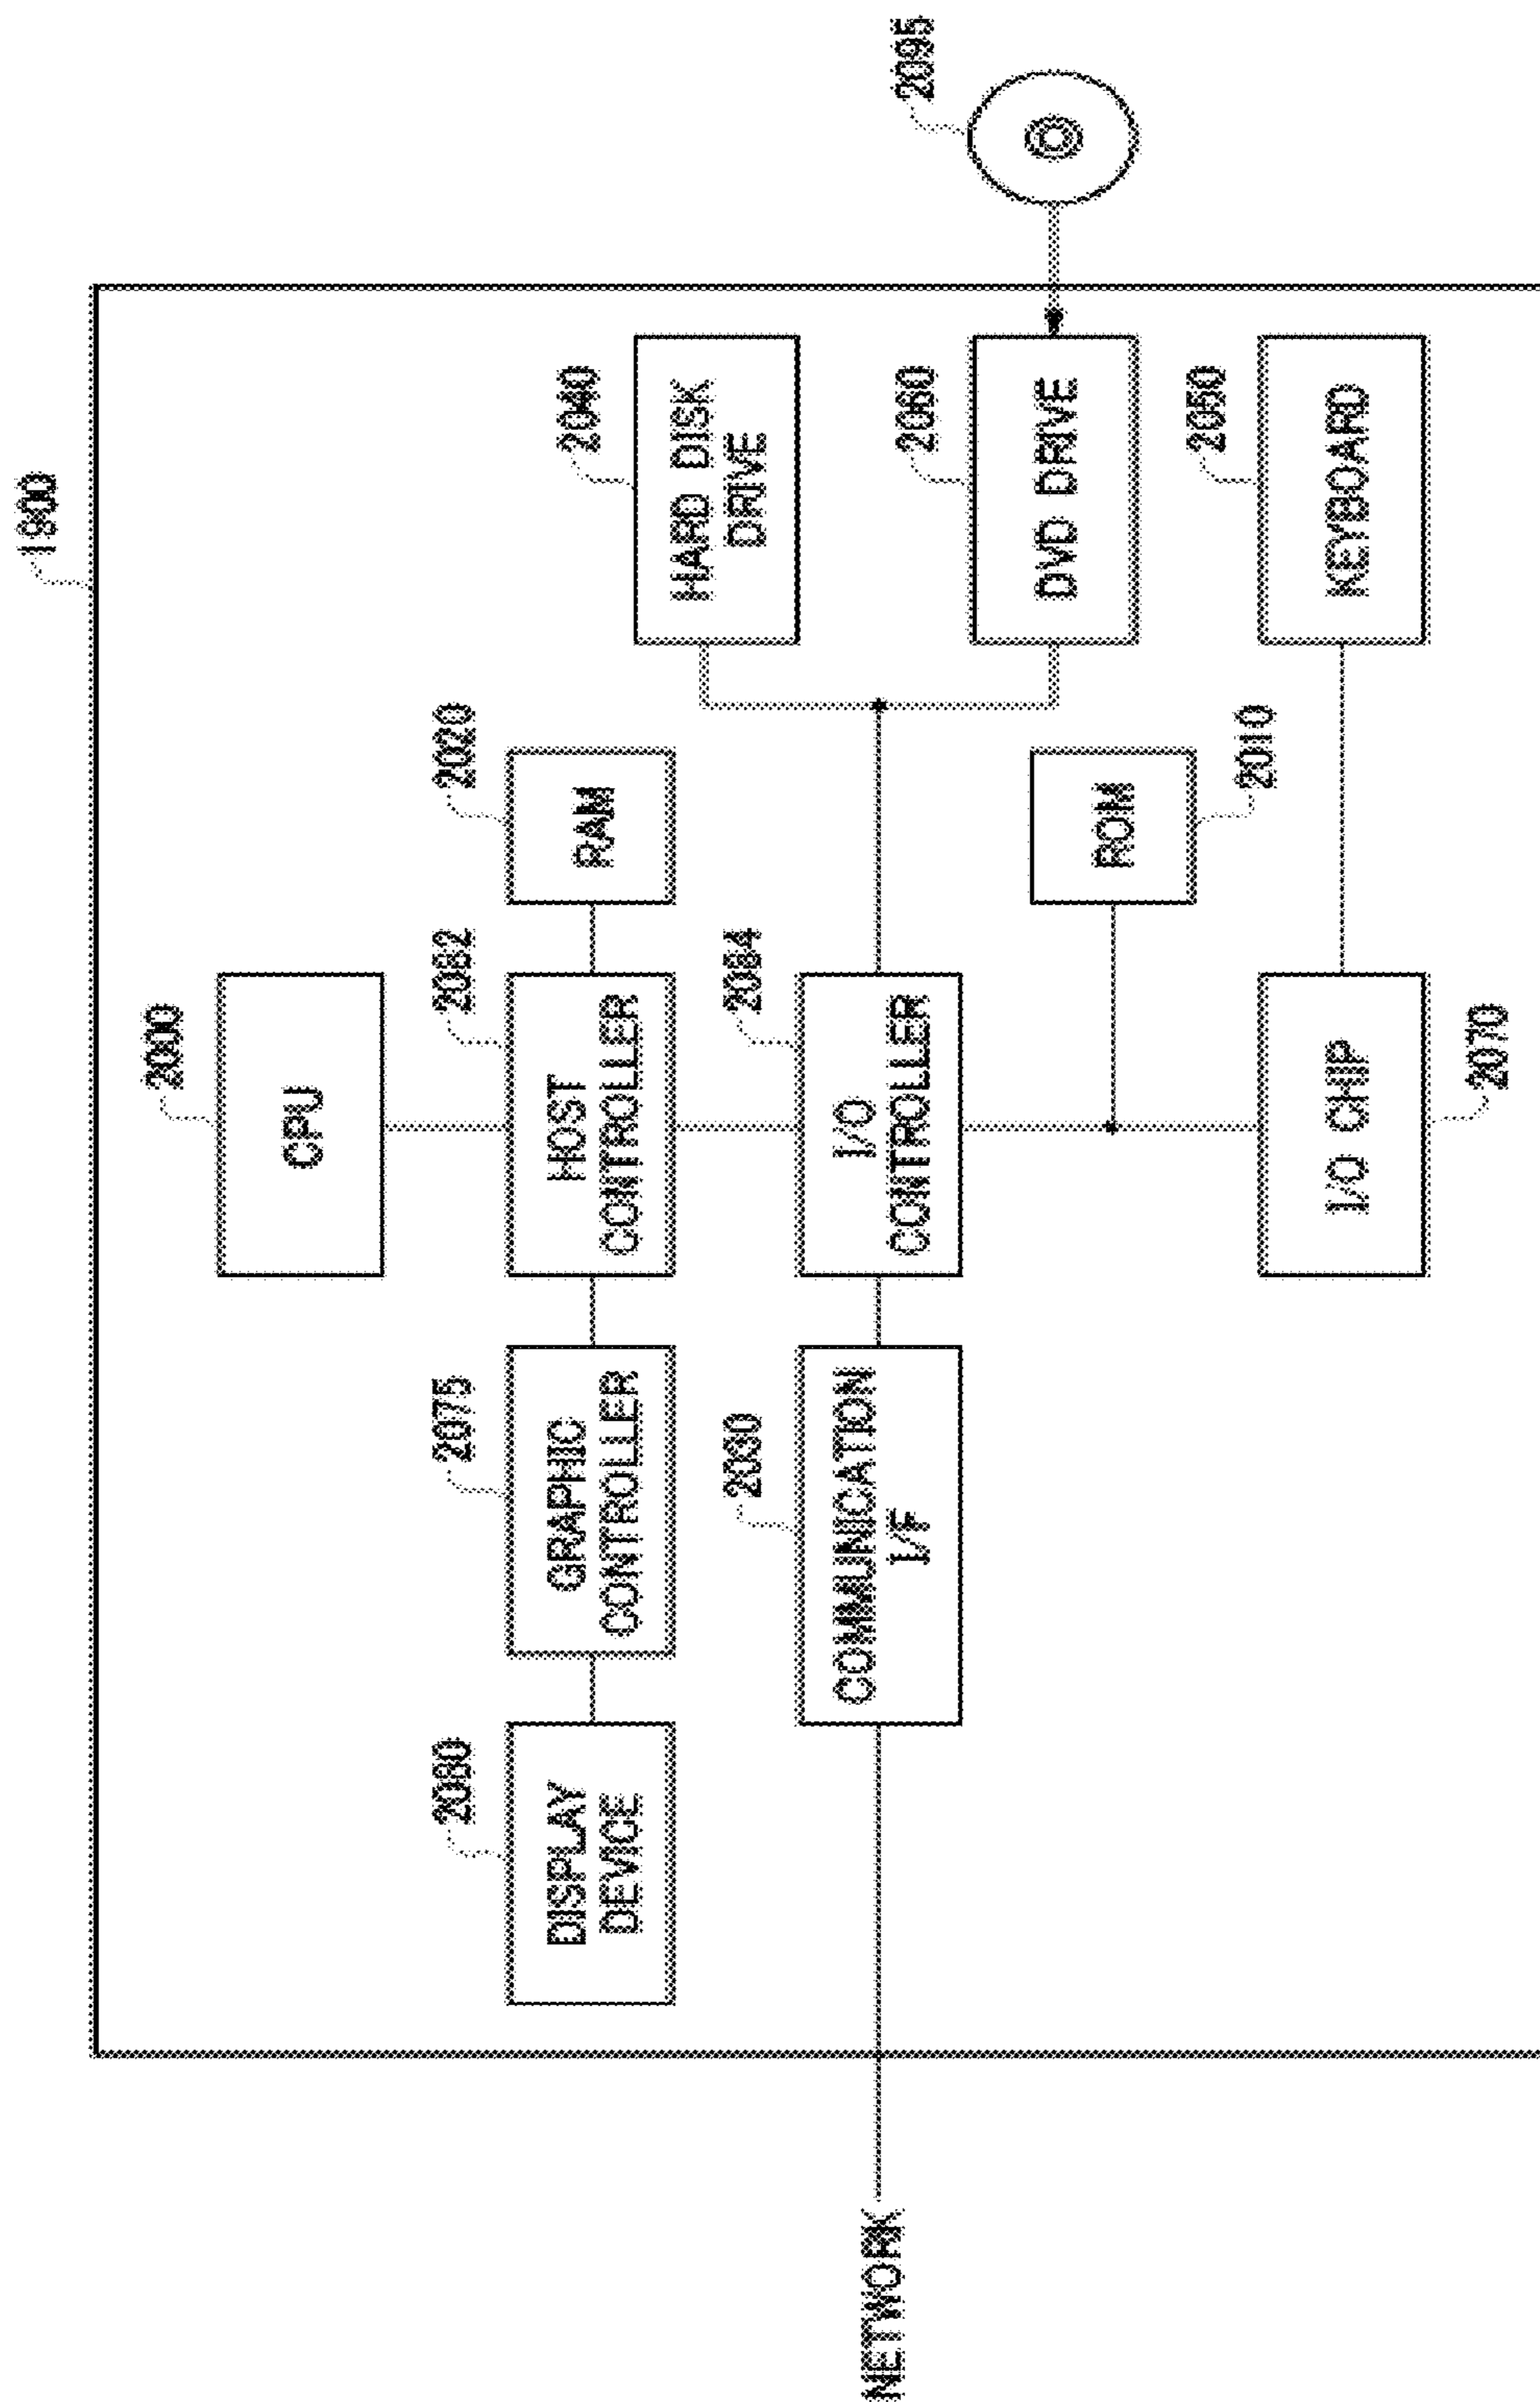 1900
2000
CPU
2082
HOST
CONTROLLER
2020
RAM
2075
GRAPHIC
CONTROLLER
2080
DISPLAY
DEVICE
2040
HARD DISK
DRIVE
2084
I/O
CONTROLLER
2030
COMMUNICATION
I/F
NETWORK
2060
DVD DRIVE
2095
ROM
2010
2050
KEYBOARD
I/O CHIP
2070